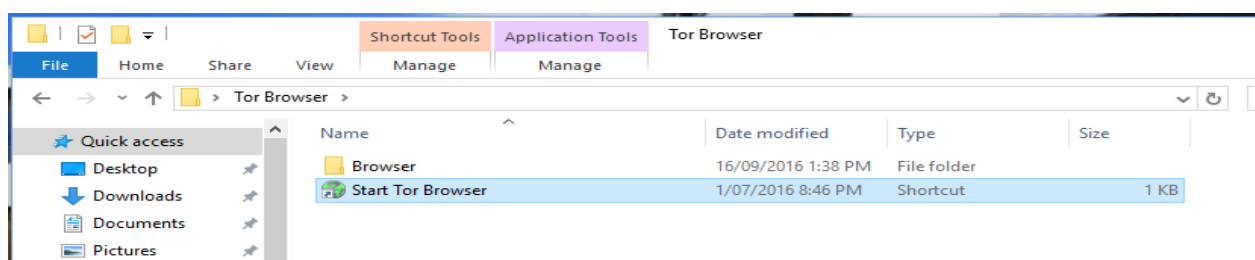 Shortcut Tools Application Tools Tor Browser
File Home Share View Manage Manage
Tor Browser
Quick access
Name Date modified Type Size
Desktop
Browser 16/09/2016 1:38 PM File folder
Downloads
Start Tor Browser 1/07/2016 8:46 PM Shortcut 1 KB
Documents
Pictures